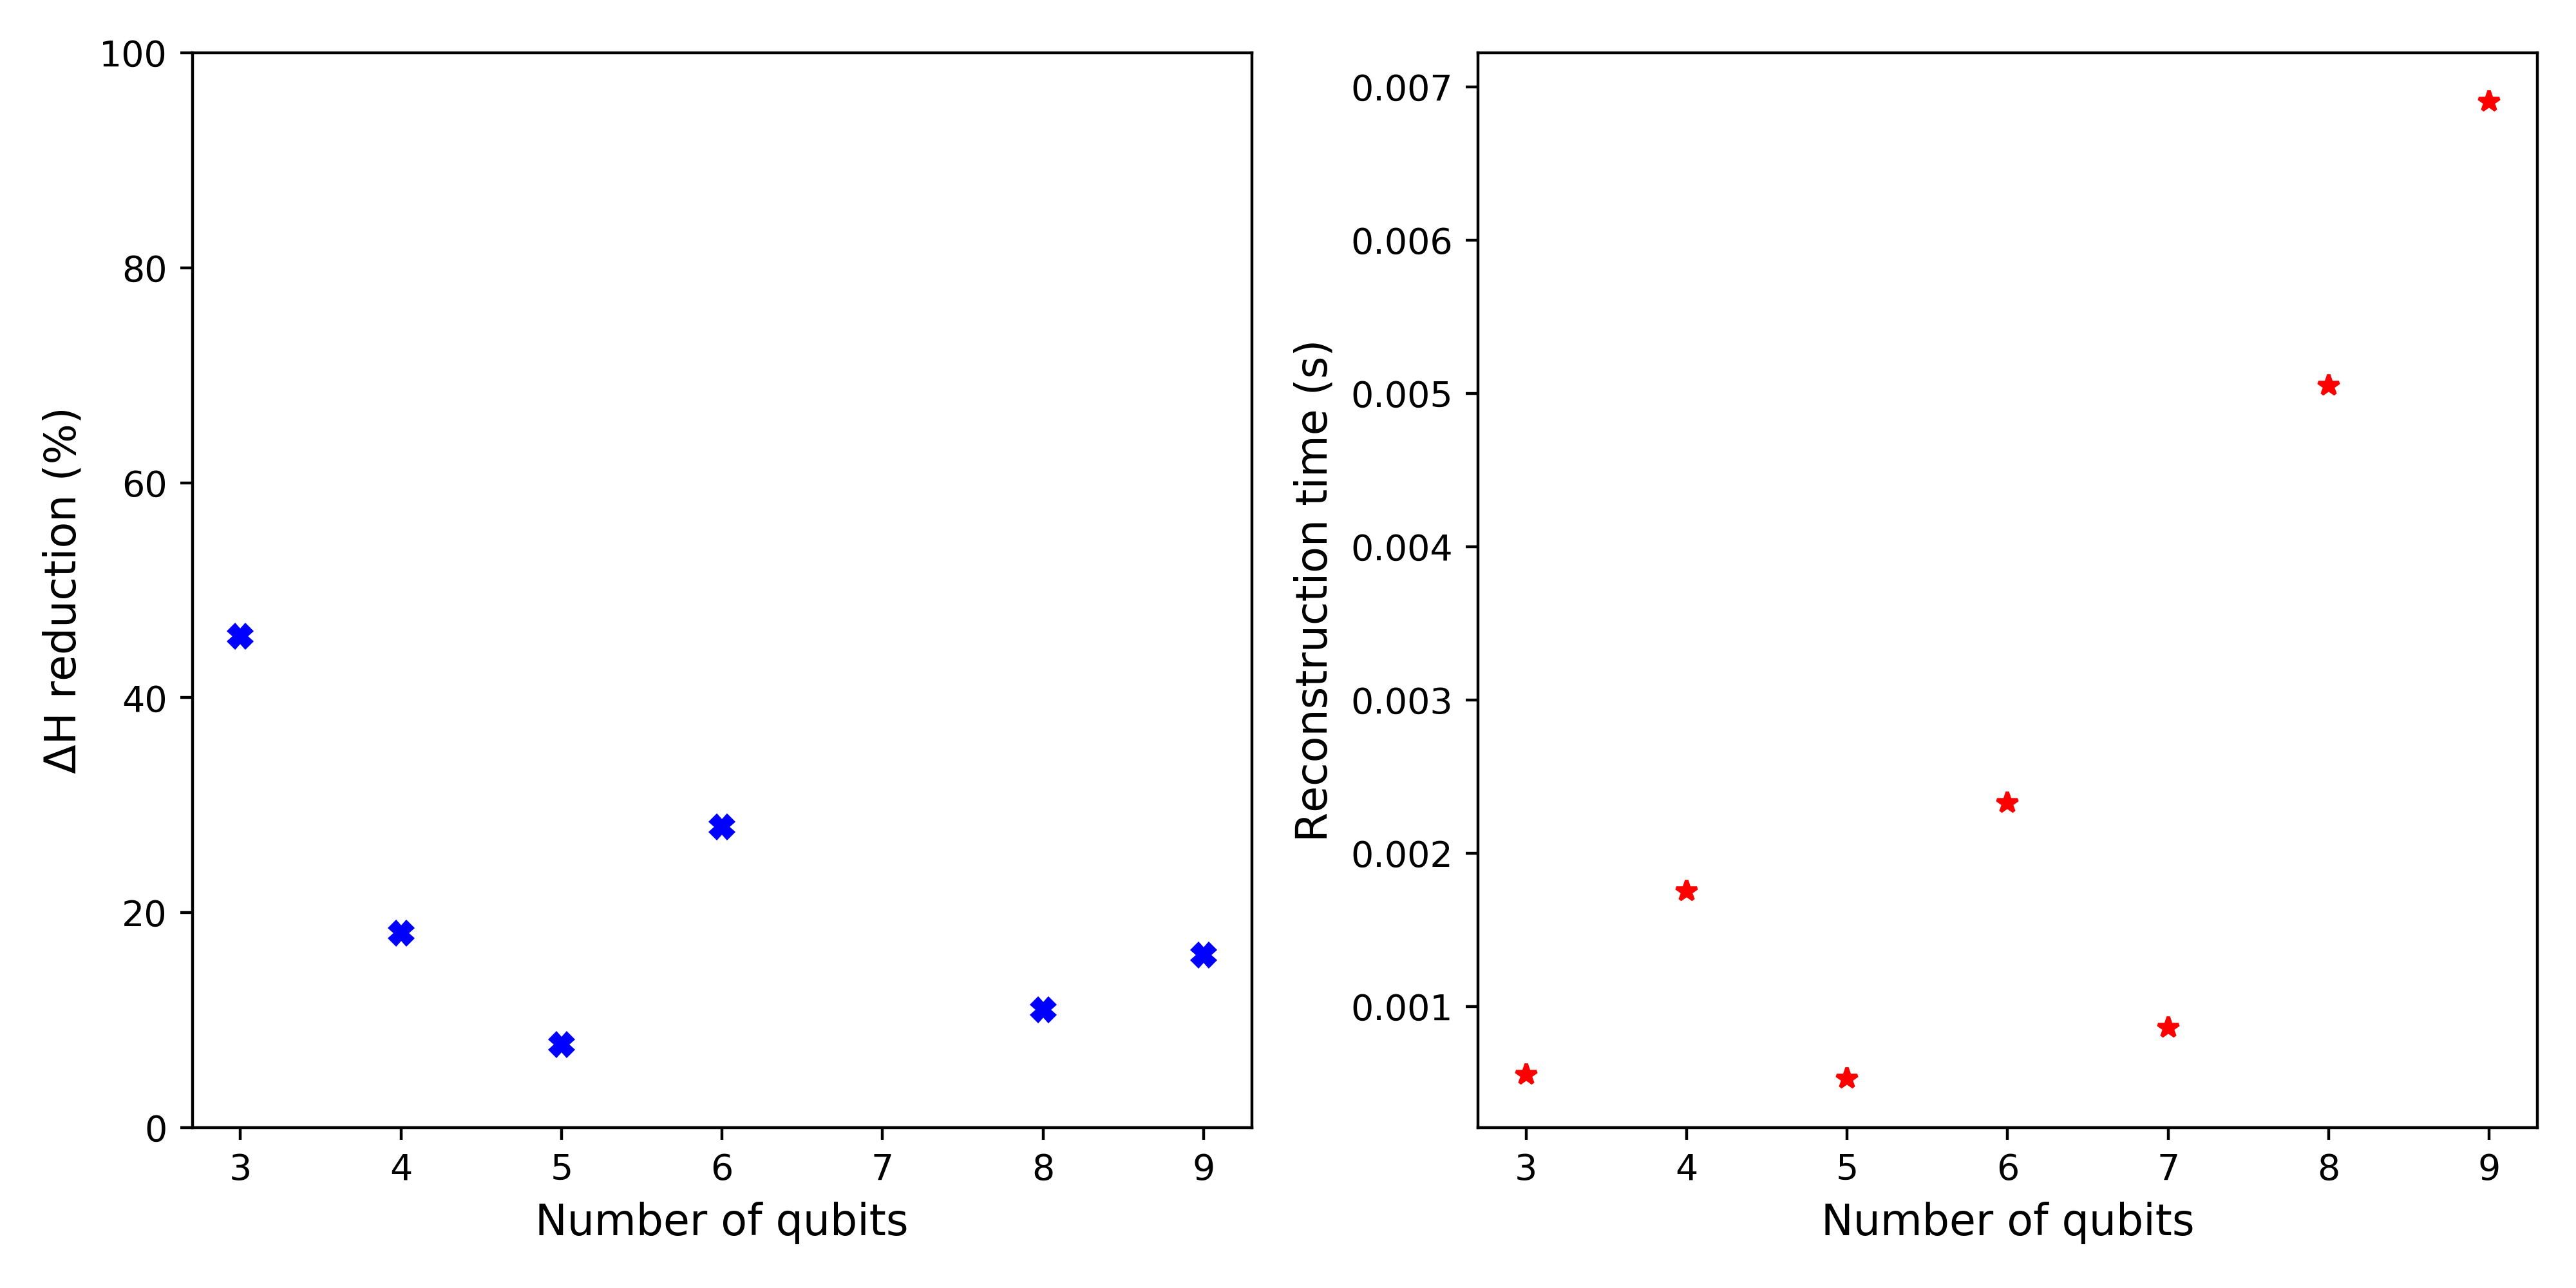 ΔH reduction (%)
100
80
60
40
20
0
3 4 5 6 7 8 9
Number of qubits
Reconstruction time (s)
0.007
0.006
0.005
0.004
0.003
0.002
0.001
3 4 5 6 7 8 9
Number of qubits